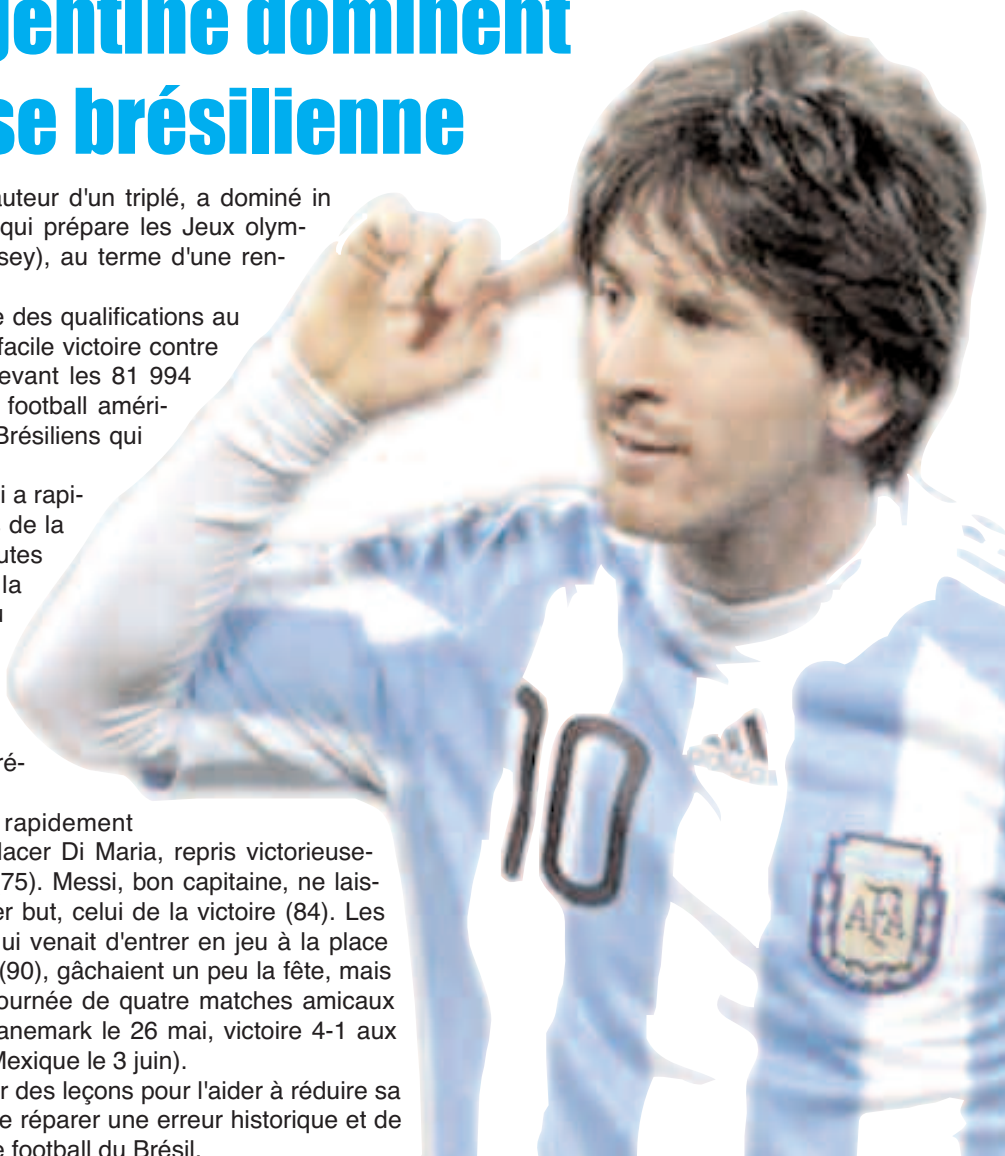 gentine dominent
se brésilienne
auteur d'un triplé, a dominé in
qui prépare les Jeux olym-
sey), au terme d'une ren-
e des qualifications au
facile victoire contre
evant les 81 994
football améri-
Brésiliens qui
i a rapi-
de la
utes
la
ré-
rapidement
lacer Di Maria, repris victorieuse-
75). Messi, bon capitaine, ne lais-
er but, celui de la victoire (84). Les
ui venait d'entrer en jeu à la place
(90), gâchaient un peu la fête, mais
ournée de quatre matches amicaux
anemark le 26 mai, victoire 4-1 aux
Mexique le 3 juin).
r des leçons pour l'aider à réduire sa
e réparer une erreur historique et de
e football du Brésil.
10
adidas
AFA